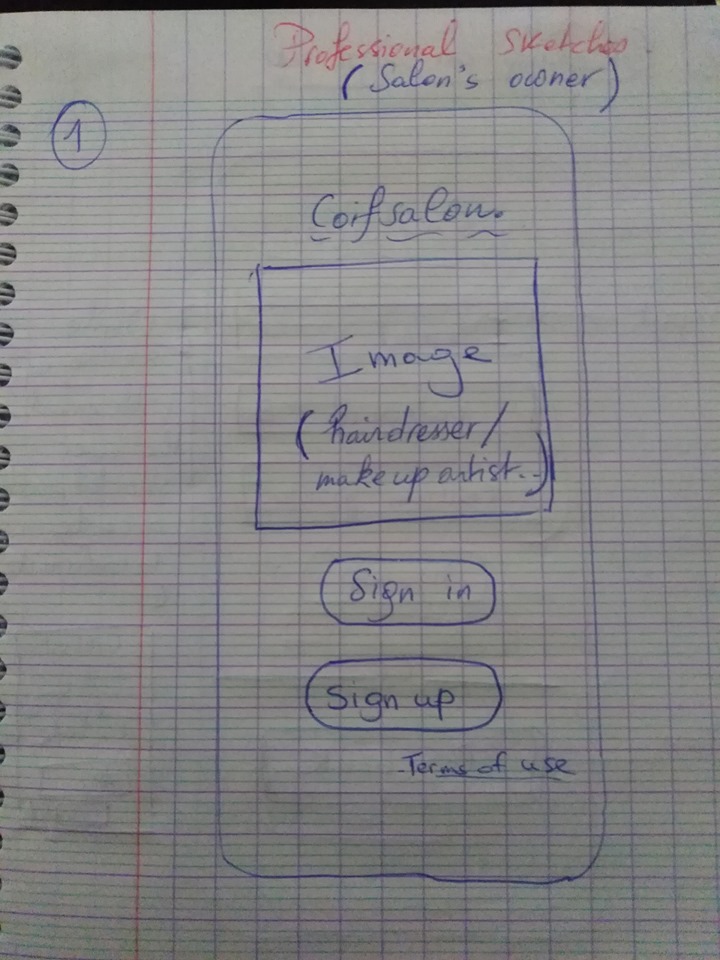 Professional Sketches
(Salon's owner)
1
Coifsalon.
Image
(hairdresser/
make up artist..)
Sign in
Sign up
Terms of use